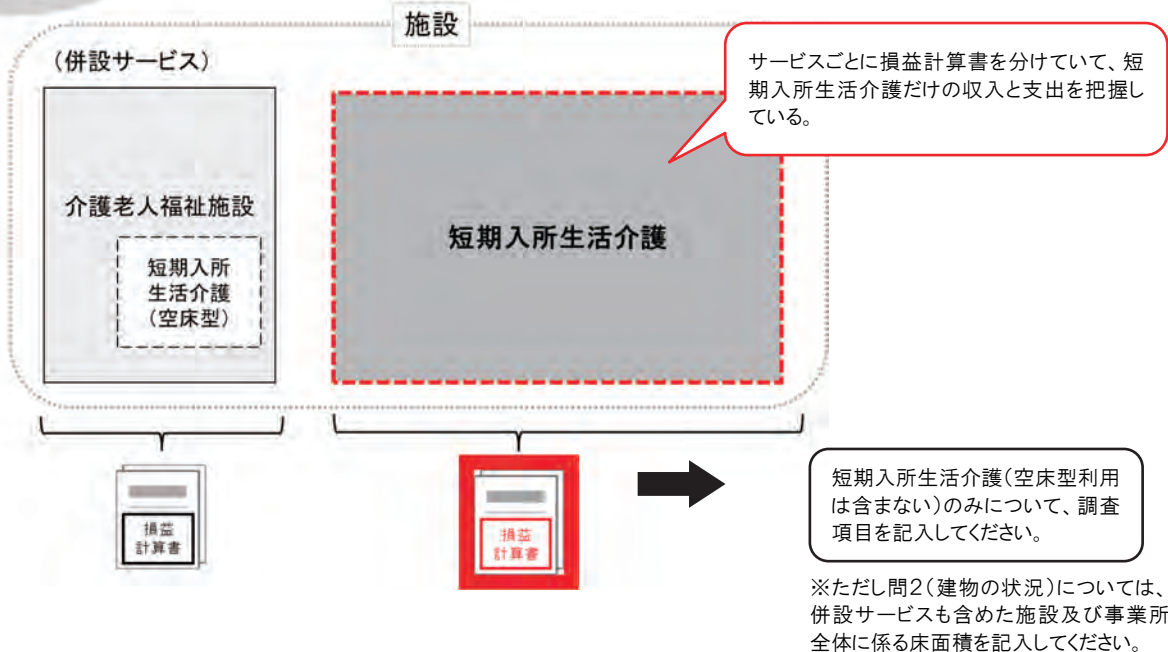 施設
(併設サービス)
サービスごとに損益計算書を分けていて、短
期入所生活介護だけの収入と支出を把握し
ている。
介護老人福祉施設
短期入所
生活介護
(空床型)
短期入所生活介護
損益
計算書
損益
計算書
短期入所生活介護(空床型利用
は含まない)のみについて、調査
項目を記入してください。
※ただし問2(建物の状況)については、
併設サービスも含めた施設及び事業所
全体に係る床面積を記入してください。